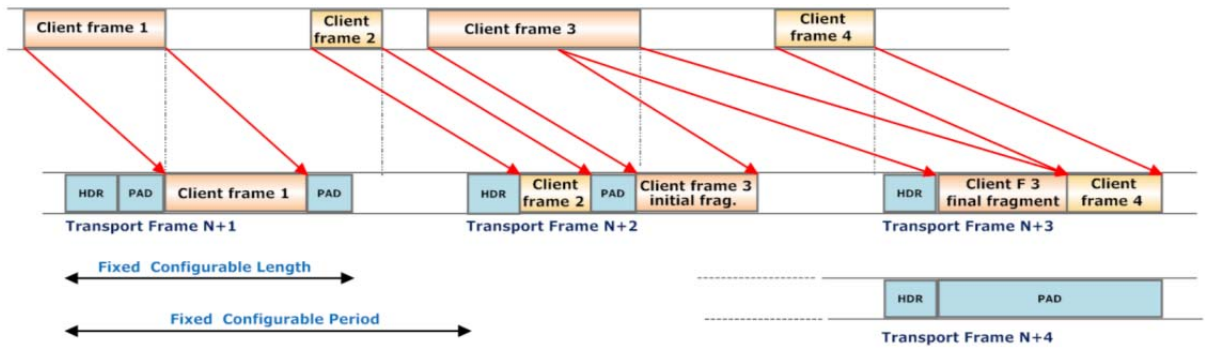 Client frame 1
Client
frame 2
Client frame 3
Client
frame 4
HDR
PAD
Client frame 1
PAD
HDR
Client
frame 2
PAD
Client frame 3
initial frag.
HDR
Client F 3
final fragment
Client
frame 4
Transport Frame N+1
Transport Frame N+2
Transport Frame N+3
Fixed Configurable Length
Fixed Configurable Period
HDR
PAD
Transport Frame N+4